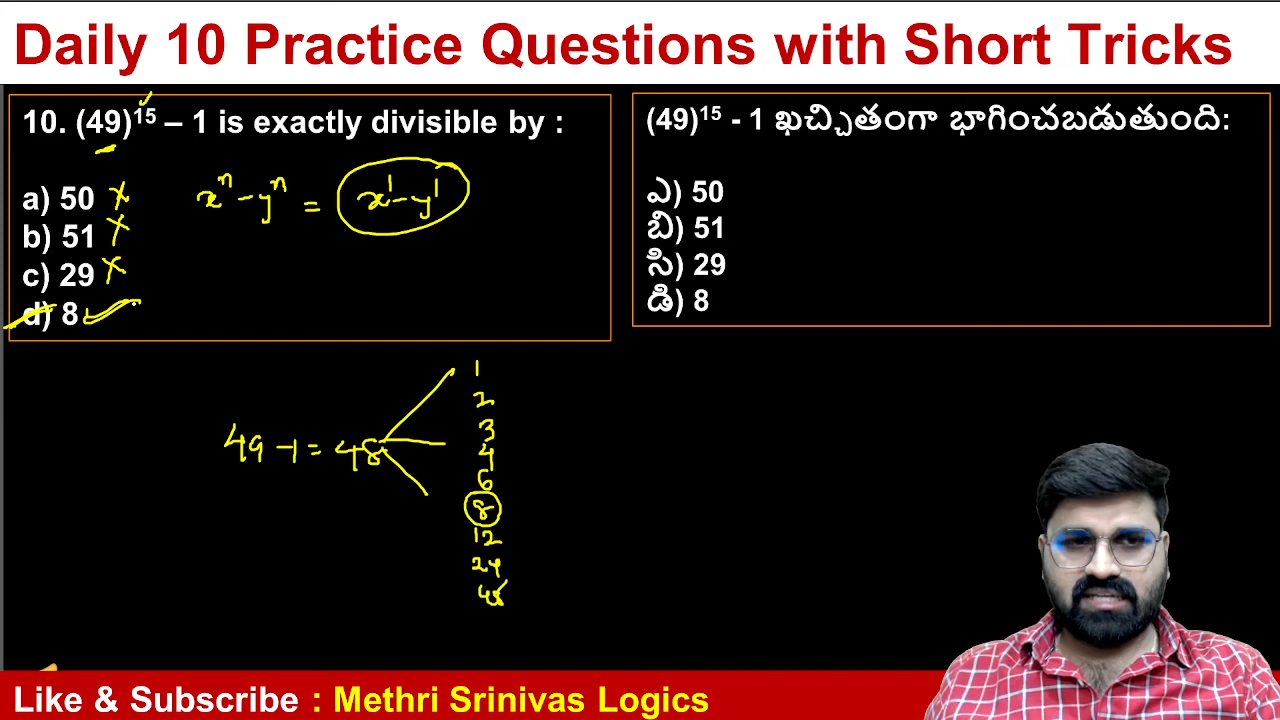 Daily 10 Practice Questions with Short Tricks
10. (49)¹⁵ – 1 is exactly divisible by :
a) 50 x
b) 51 x
c) 29 x
d) 8 ✓
xⁿ - yⁿ = x¹ - y¹
(49)¹⁵ - 1 ఖచ్చితంగా భాగించబడుతుంది:
ఎ) 50
బి) 51
సి) 29
డి) 8
49 - 1 = 48
1
2
3
4
6
8
12
24
48
Like & Subscribe : Methri Srinivas Logics